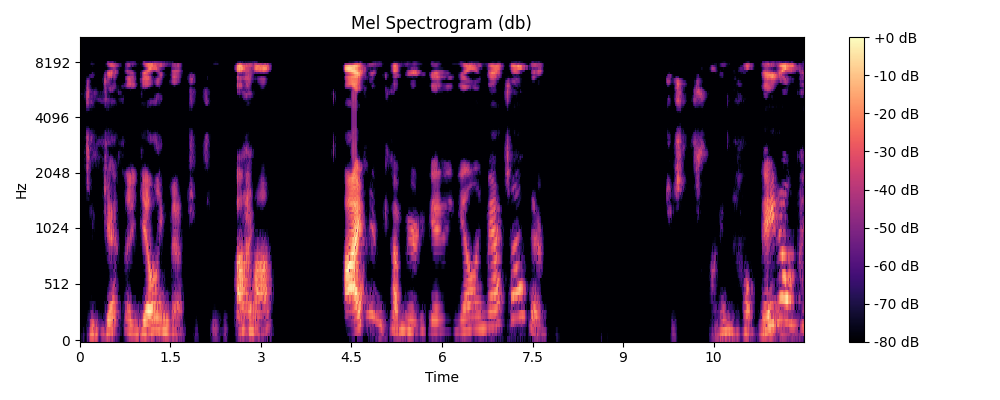 Mel Spectrogram (db)
Hz
8192
4096
2048
1024
512
0
0 1.5 3 4.5 6 7.5 9 10
Time
+0 dB
-10 dB
-20 dB
-30 dB
-40 dB
-50 dB
-60 dB
-70 dB
-80 dB